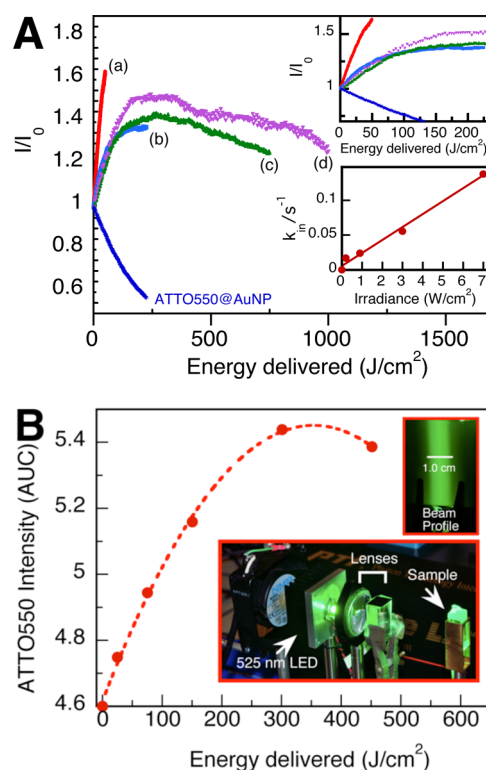 A
I/I0
1.8
1.6
1.4
1.2
1
0.8
0.6
(a)
(b)
(c)
(d)
ATTO550@AuNP
0
500
1000
1500
Energy delivered (J/cm²)
I/I0
1.5
1
0
50
100
150
200
Energy delivered (J/cm²)
kin/s⁻¹
0.1
0.05
0
0 1 2 3 4 5 6 7
Irradiance (W/cm²)
B
ATTO550 Intensity (AUC)
5.4
5.2
5
4.8
4.6
1.0 cm
Beam
Profile
Lenses
Sample
525 nm LED
0 100 200 300 400 500 600
Energy delivered (J/cm²)